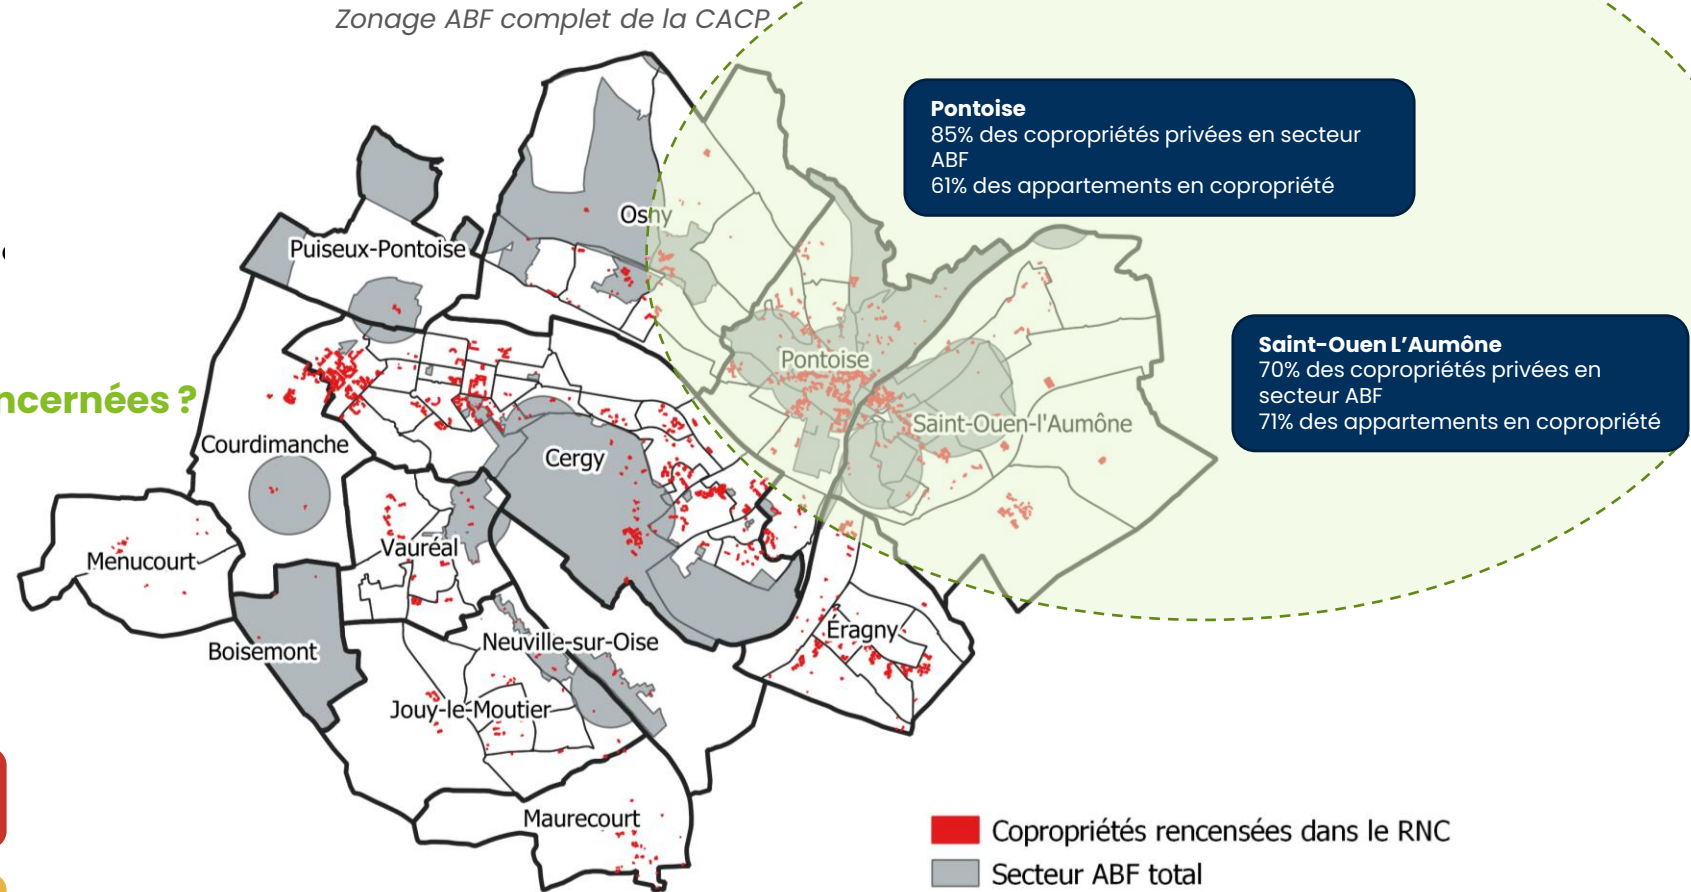 Zonage ABF complet de la CACP
Pontoise
85% des copropriétés privées en secteur
ABF
61% des appartements en copropriété
Osny
Puiseux-Pontoise
Saint-Ouen L’Aumône
70% des copropriétés privées en
secteur ABF
71% des appartements en copropriété
Pontoise
ncernées ?
Saint-Ouen-l'Aumône
Courdimanche
Cergy
Vauréal
Menucourt
Éragny
Neuville-sur-Oise
Boisemont
Jouy-le-Moutier
Maurecourt
Copropriétés rencensées dans le RNC
Secteur ABF total